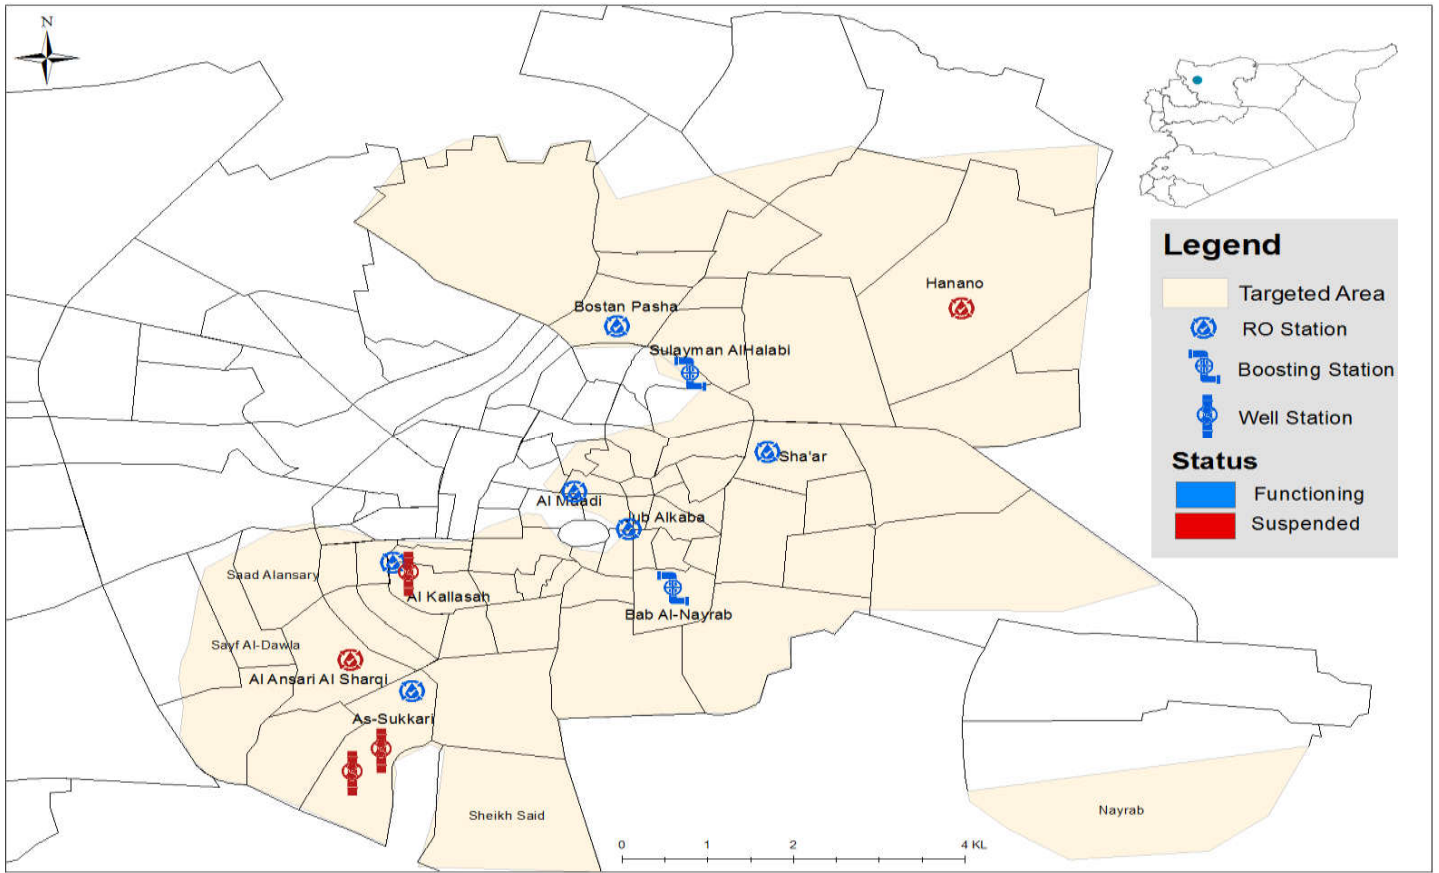 N
Hanano
Bostan Pasha
Sulayman AlHalabi
Sha'ar
Al Maadi
Jub Alkaba
Saad Alansary
Al Kallasah
Bab Al-Nayrab
Sayf Al-Dawla
Al Ansari Al Sharqi
As-Sukkari
Sheikh Said
Nayrab
0 1 2 4 KL
Legend
Targeted Area
RO Station
Boosting Station
Well Station
Status
Functioning
Suspended